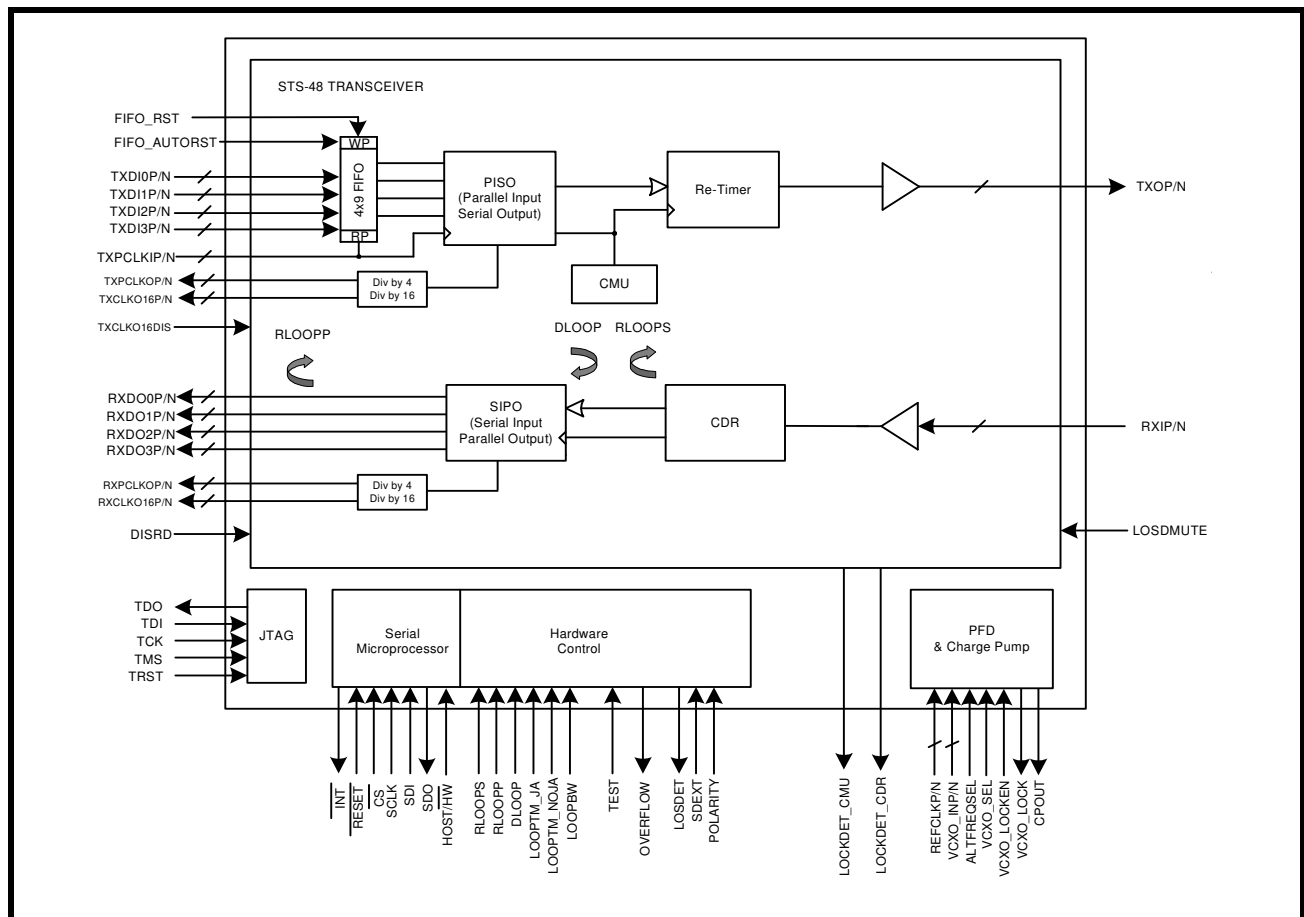 STS-48 TRANSCEIVER
FIFO_RST
FIFO_AUTORST
WP
4x9 FIFO
RP
TXDI0P/N
TXDI1P/N
TXDI2P/N
TXDI3P/N
TXPCLKIP/N
TXPCLKOP/N
TXCLKO16P/N
TXCLKO16DIS
Div by 4
Div by 16
PISO
(Parallel Input
Serial Output)
Re-Timer
CMU
TXOP/N
RLOOPP
DLOOP
RLOOPS
RXDO0P/N
RXDO1P/N
RXDO2P/N
RXDO3P/N
RXPCLKOP/N
RXCLKO16P/N
Div by 4
Div by 16
SIPO
(Serial Input
Parallel Output)
CDR
RXIP/N
DISRD
LOSDMUTE
TDO
TDI
TCK
TMS
TRST
JTAG
Serial
Microprocessor
Hardware
Control
PFD
& Charge Pump
INT
RESET
CS
SCLK
SDI
SDO
HOST/HW
RLOOPS
RLOOPP
DLOOP
LOOPTM_JA
LOOPTM_NOJA
LOOPBW
TEST
OVERFLOW
LOSDET
SDEXT
POLARITY
LOCKDET_CMU
LOCKDET_CDR
REFCLKP/N
VCXO_INP/N
ALTFREQSEL
VCXO_SEL
VCXO_LOCKEN
VCXO_LOCK
CPOUT